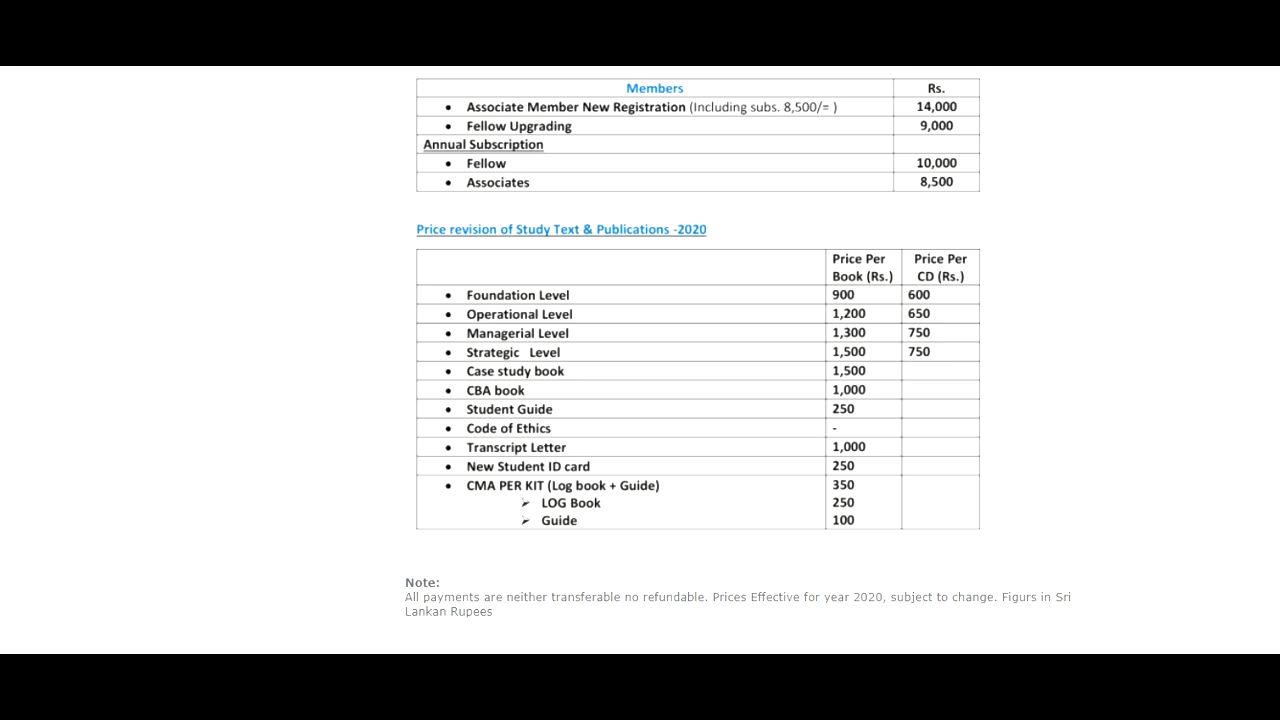 Members Rs.
• Associate Member New Registration (Including subs. 8,500/= ) 14,000
• Fellow Upgrading 9,000
Annual Subscription
• Fellow 10,000
• Associates 8,500
Price revision of Study Text & Publications -2020
Price Per Price Per
Book (Rs.) CD (Rs.)
• Foundation Level 900 600
• Operational Level 1,200 650
• Managerial Level 1,300 750
• Strategic Level 1,500 750
• Case study book 1,500
• CBA book 1,000
• Student Guide 250
• Code of Ethics -
• Transcript Letter 1,000
• New Student ID card 250
• CMA PER KIT (Log book + Guide) 350
➢ LOG Book 250
➢ Guide 100
Note:
All payments are neither transferable no refundable. Prices Effective for year 2020, subject to change. Figurs in Sri
Lankan Rupees